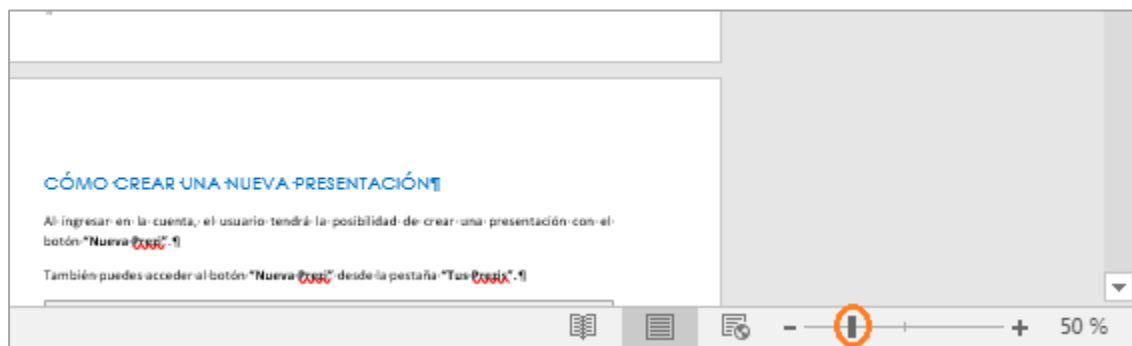 CÓMO CREAR UNA NUEVA PRESENTACIÓN¶
Al ingresar en la cuenta, el usuario tendrá la posibilidad de crear una presentación con el
botón "Nueva Prezi".¶
También puedes acceder al botón "Nueva Prezi" desde la pestaña "Tus Prezis".¶
50 %